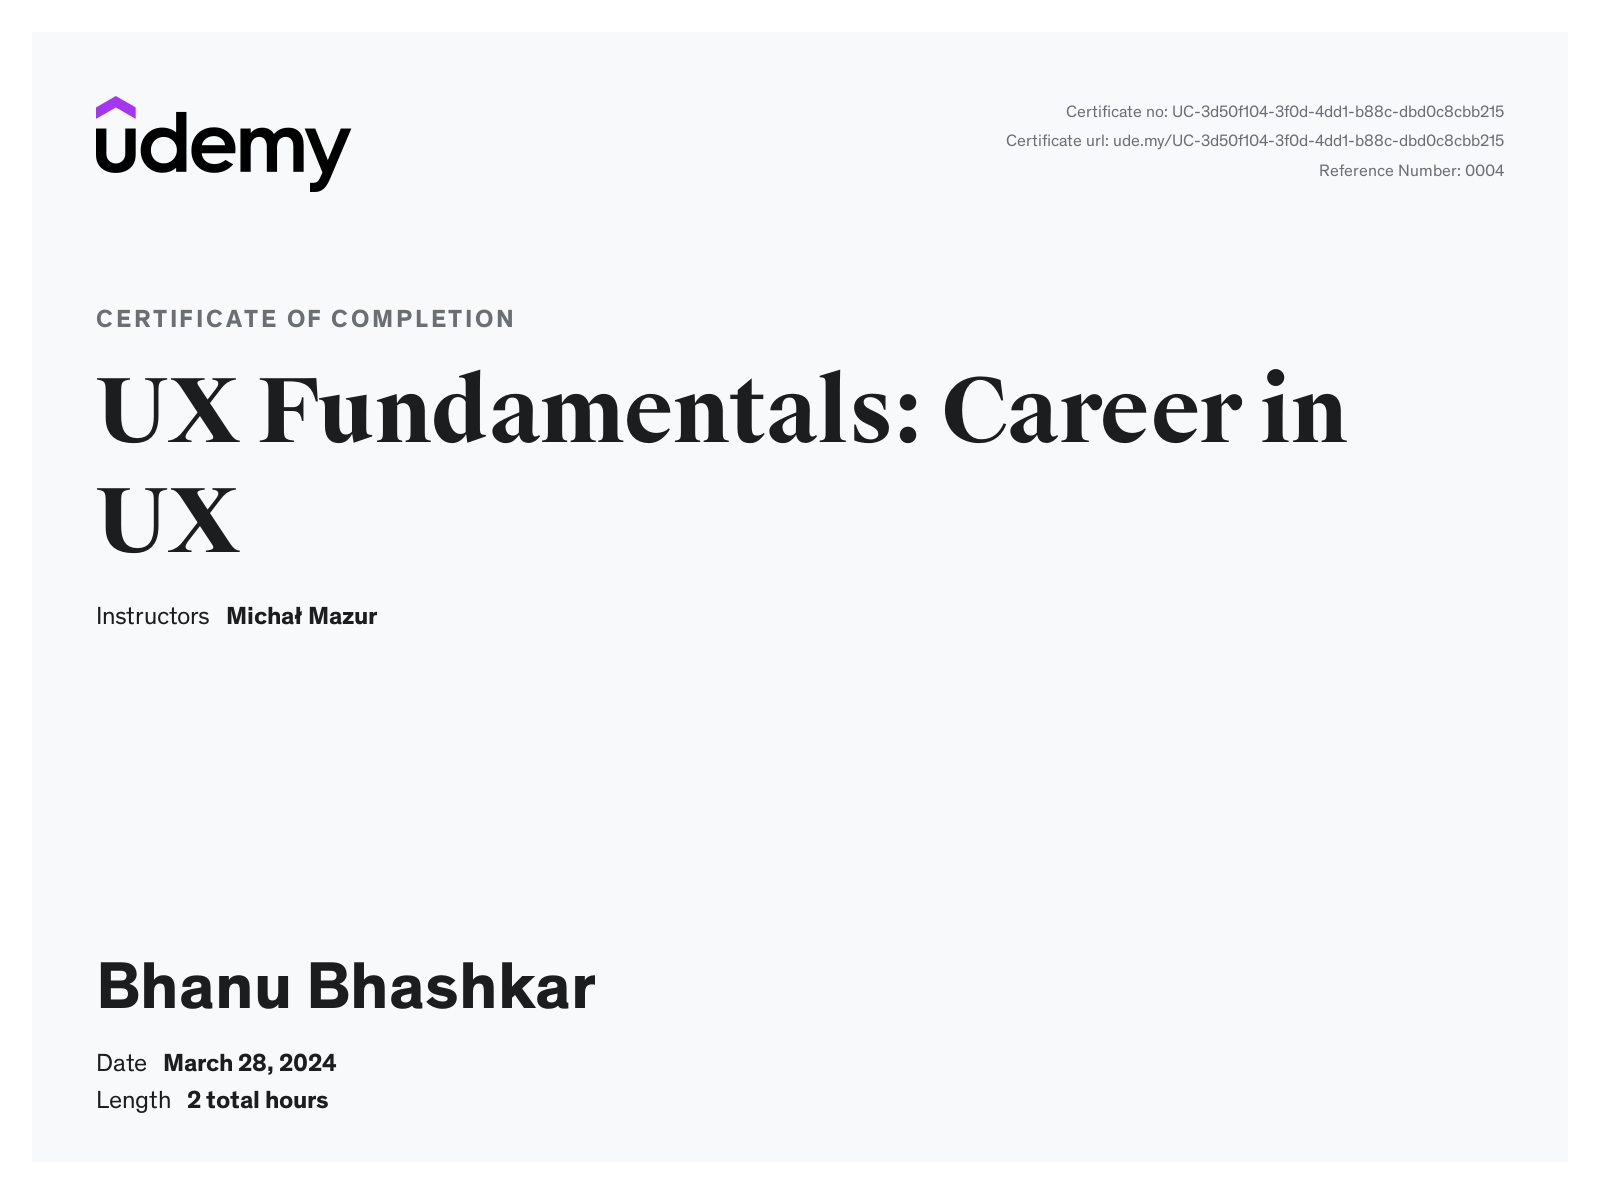 udemy
Certificate no: UC-3d50f104-3f0d-4dd1-b88c-dbd0c8cbb215
Certificate url: ude.my/UC-3d50f104-3f0d-4dd1-b88c-dbd0c8cbb215
Reference Number: 0004
CERTIFICATE OF COMPLETION
UX Fundamentals: Career in
UX
Instructors Michał Mazur
Bhanu Bhashkar
Date March 28, 2024
Length 2 total hours